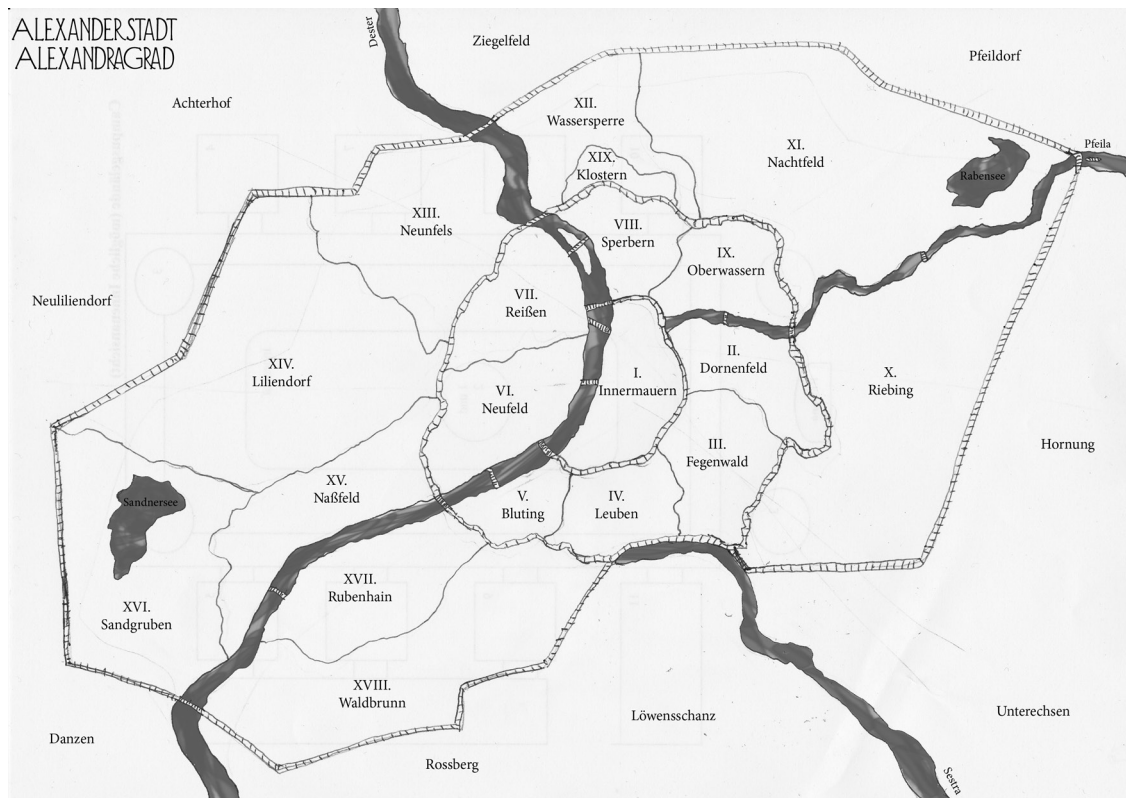 ALEXANDERSTADT
ALEXANDRAGRAD
Dester
Ziegelfeld
Pfeildorf
Achterhof
XII.
Wassersperre
XI.
Nachtfeld
Pfeila
XIX.
Klostern
Rabensee
XIII.
Neunfels
VIII.
Sperbern
IX.
Oberwassern
Neuliliendorf
VII.
Reißen
XIV.
Liliendorf
II.
Dornenfeld
I.
Innermauern
X.
Riebing
VI.
Neufeld
III.
Fegenwald
Hornung
XV.
Naßfeld
Sandnersee
V.
Bluting
IV.
Leuben
XVII.
Rubenhain
XVI.
Sandgruben
XVIII.
Waldbrunn
Löwensschanz
Unterechsen
Danzen
Rossberg
Sestra